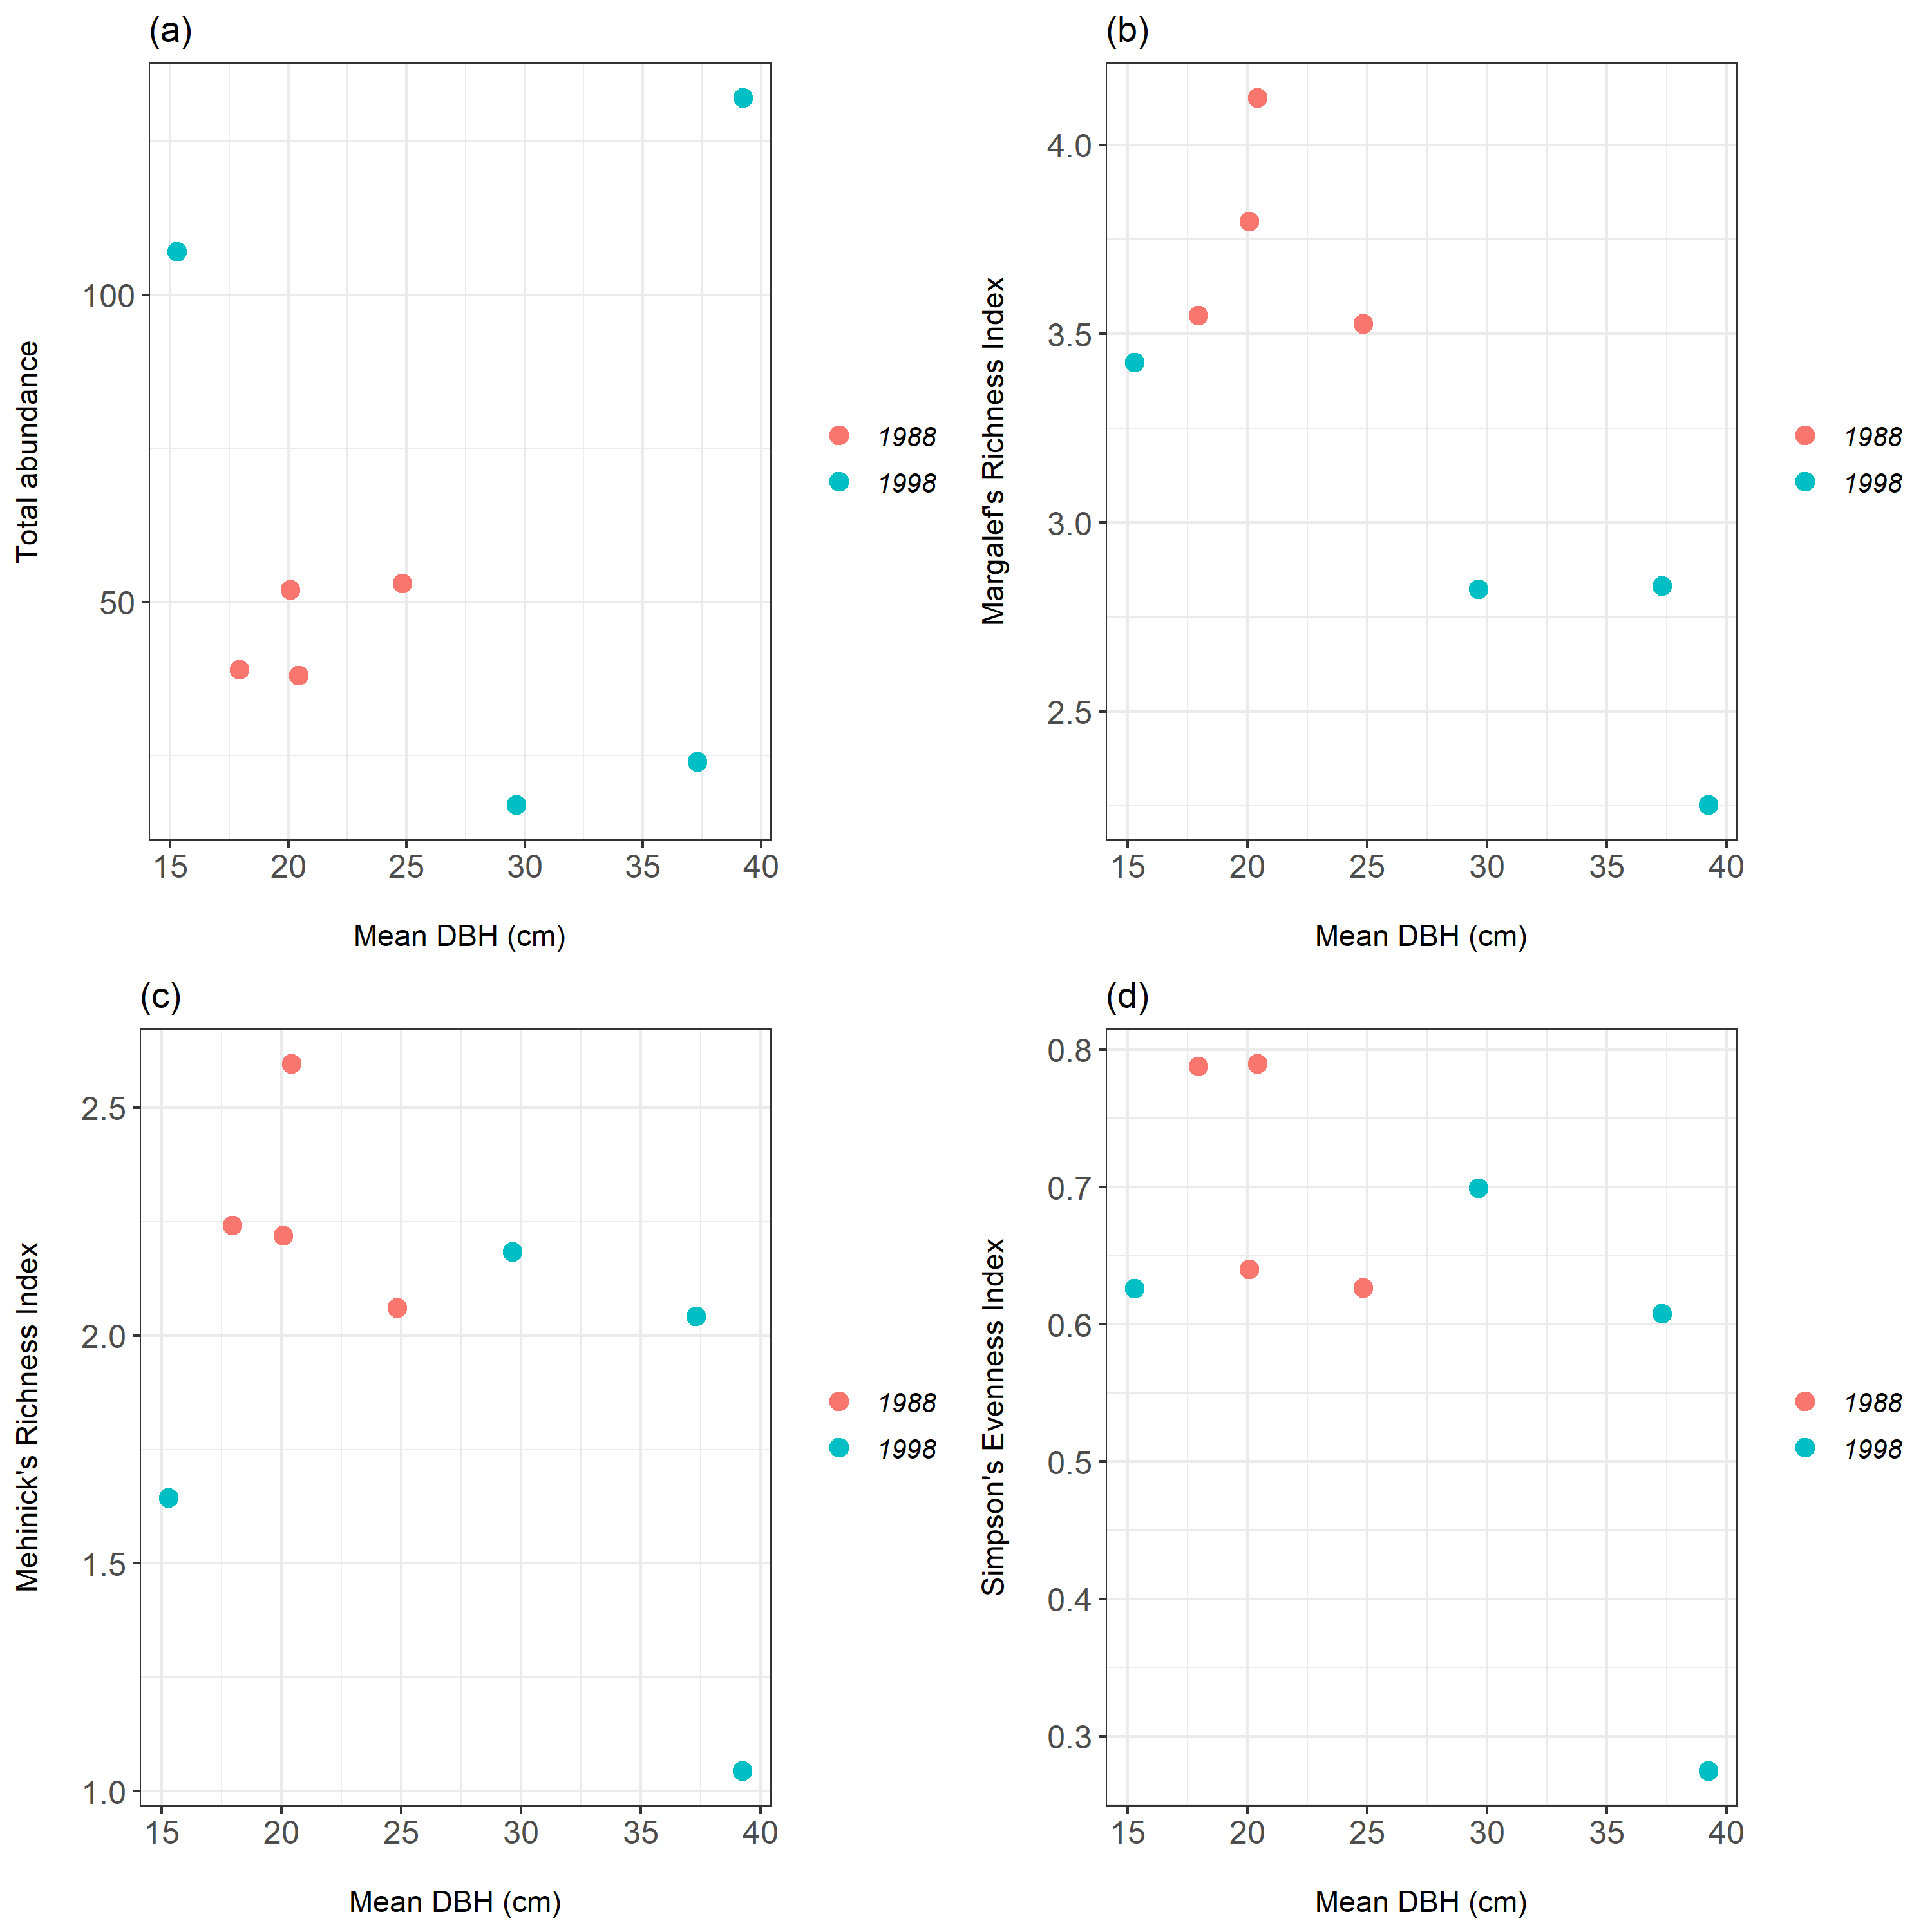 (a)
Total abundance
100
50
15 20 25 30 35 40
Mean DBH (cm)
1988
1998
(b)
Margalef's Richness Index
4.0
3.5
3.0
2.5
15 20 25 30 35 40
Mean DBH (cm)
1988
1998
(c)
Mehinick's Richness Index
2.5
2.0
1.5
1.0
15 20 25 30 35 40
Mean DBH (cm)
1988
1998
(d)
Simpson's Evenness Index
0.8
0.7
0.6
0.5
0.4
0.3
15 20 25 30 35 40
Mean DBH (cm)
1988
1998